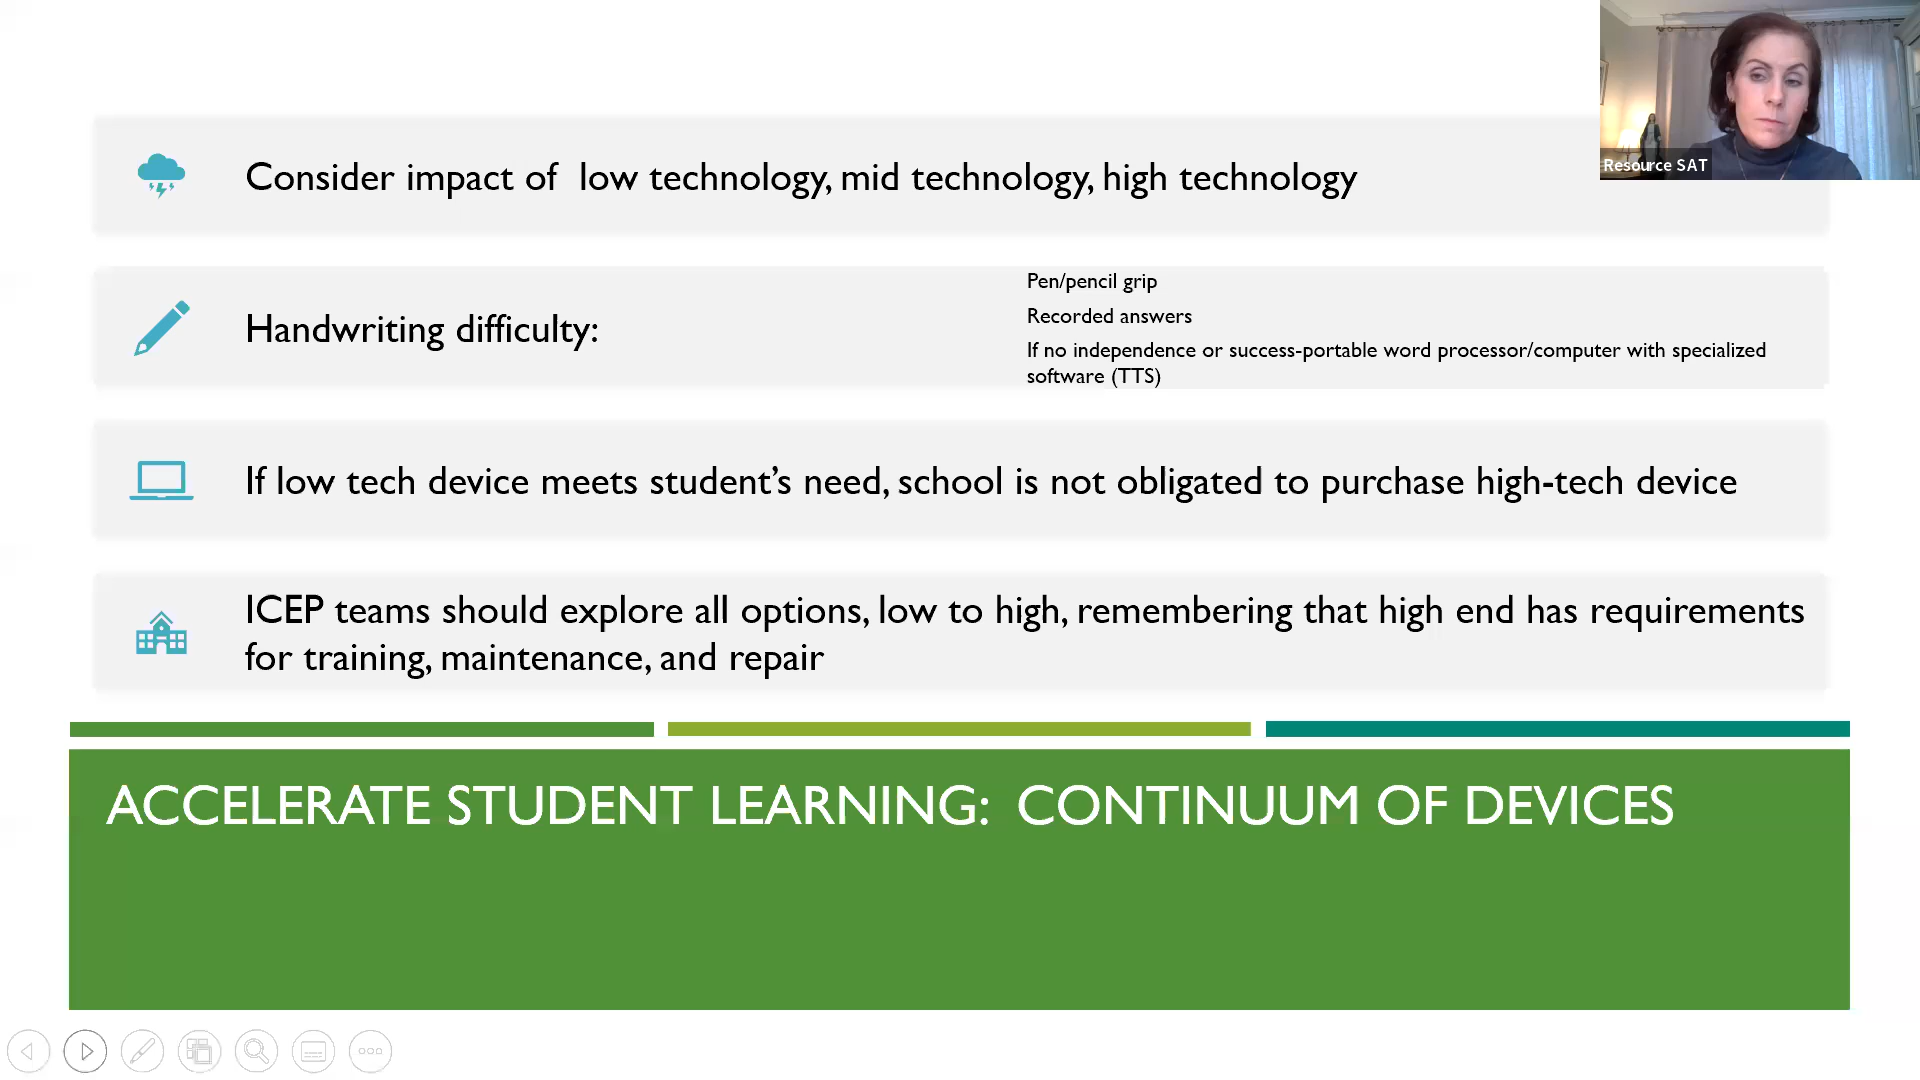 Consider impact of  low technology, mid technology, high technology
Resource SAT
Handwriting difficulty:
Pen/pencil grip
Recorded answers
If no independence or success-portable word processor/computer with specialized
software (TTS)
If low tech device meets student’s need, school is not obligated to purchase high-tech device
ICEP teams should explore all options, low to high, remembering that high end has requirements
for training, maintenance, and repair
ACCELERATE STUDENT LEARNING:  CONTINUUM OF DEVICES